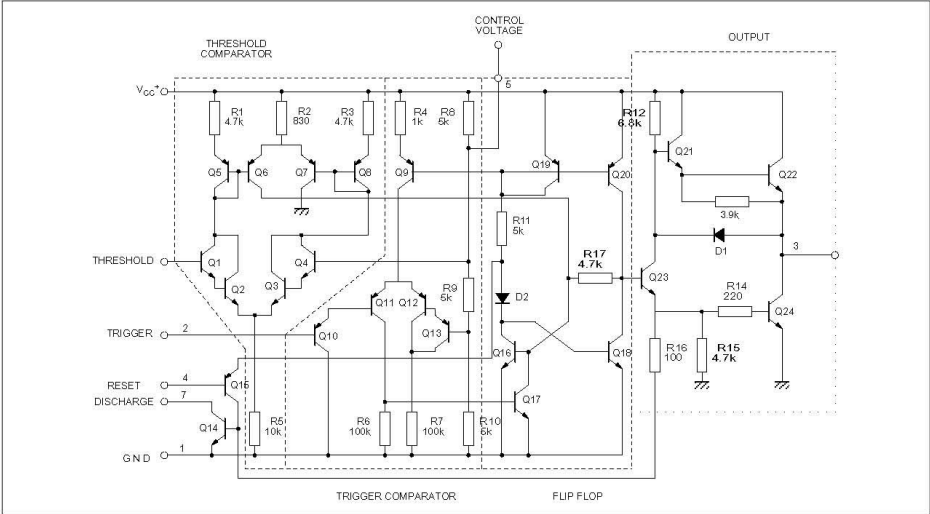 CONTROL
VOLTAGE
THRESHOLD
COMPARATOR
OUTPUT
5
VCC+
R1
4.7k
R2
830
R3
4.7k
R4
1k
R8
5k
R12
6.8k
Q5
Q6
Q7
Q8
Q9
Q19
Q20
Q21
Q22
3.9k
R11
5k
D1
3
THRESHOLD
Q1
Q2
Q3
Q4
R17
4.7k
Q23
R9
5k
D2
R14
220
Q24
Q11
Q12
Q13
TRIGGER
2
Q10
Q16
Q18
R16
100
R15
4.7k
RESET
4
Q15
DISCHARGE
7
Q17
Q14
R5
10k
R6
100k
R7
100k
R10
5k
GND
1
TRIGGER COMPARATOR
FLIP FLOP